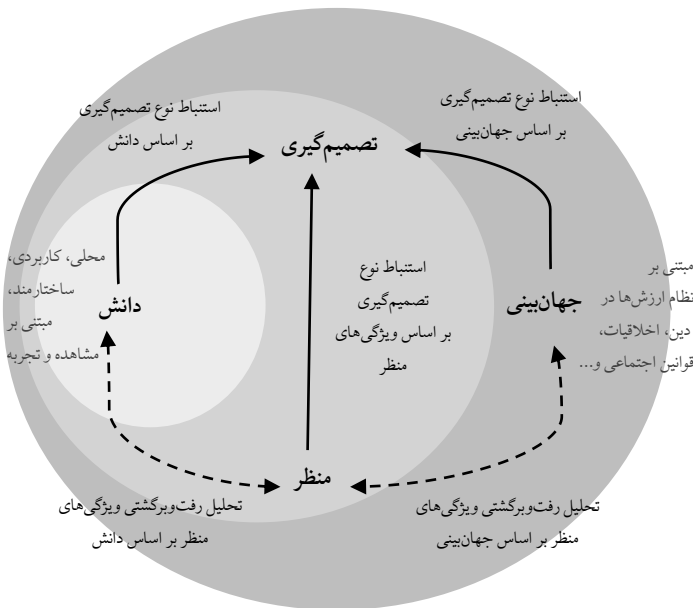 استنباط نوع تصمیم‌گیری
بر اساس جهان‌بینی
استنباط نوع تصمیم‌گیری
بر اساس دانش
تصمیم‌گیری
مبتنی بر
نظام ارزش‌ها در
دین، اخلاقیات،
قوانین اجتماعی و...
جهان‌بینی
استنباط نوع
تصمیم‌گیری
بر اساس ویژگی‌های
منظر
دانش
محلی، کاربردی،
ساختارمند،
مبتنی بر
مشاهده و تجربه
منظر
تحلیل رفت‌وبرگشتی ویژگی‌های
منظر بر اساس جهان‌بینی
تحلیل رفت‌وبرگشتی ویژگی‌های
منظر بر اساس دانش